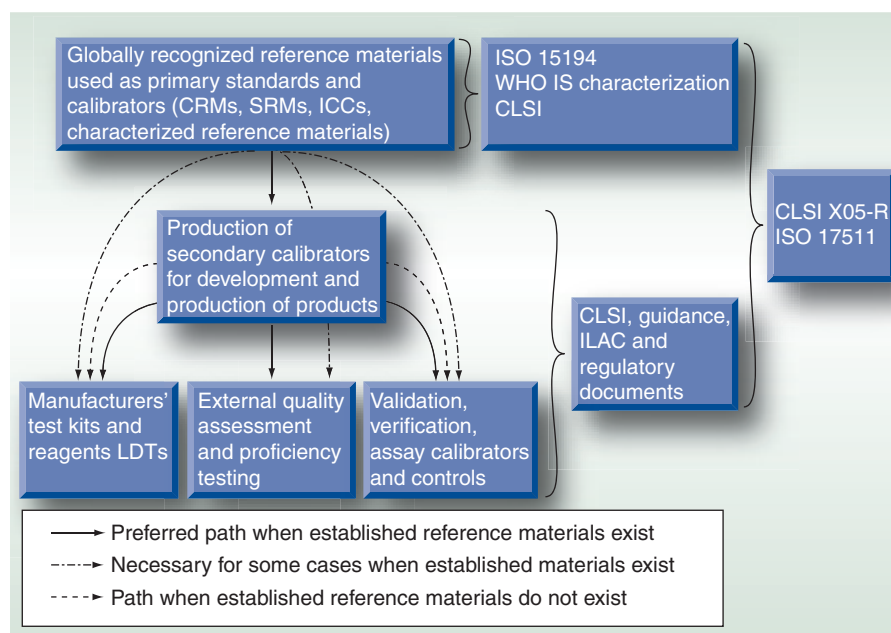 Globally recognized reference materials
used as primary standards and
calibrators (CRMs, SRMs, ICCs,
characterized reference materials)
ISO 15194
WHO IS characterization
CLSI
CLSI X05-R
ISO 17511
Production of
secondary calibrators
for development and
production of products
CLSI, guidance,
ILAC and
regulatory
documents
Manufacturers'
test kits and
reagents LDTs
External quality
assessment
and proficiency
testing
Validation,
verification,
assay calibrators
and controls
Preferred path when established reference materials exist
Necessary for some cases when established materials exist
Path when established reference materials do not exist